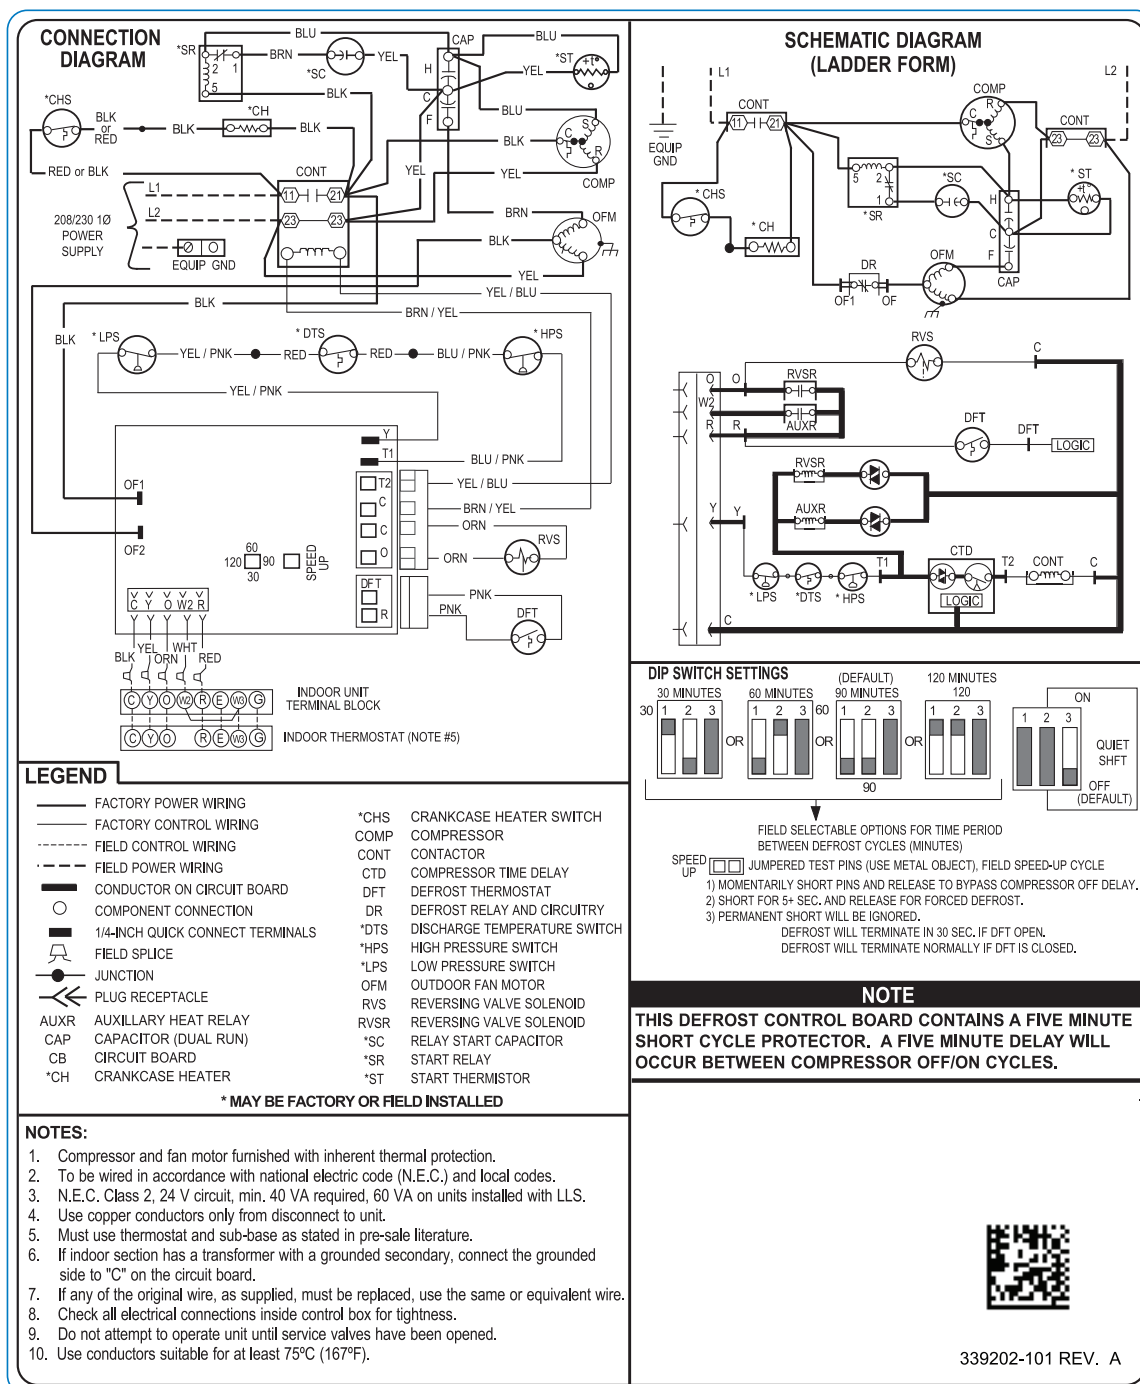 CONNECTION
DIAGRAM
BLU
CAP
BLU
*SR
BRN
*SC
YEL
H
YEL
*ST
+t°
2 1
5
BLK
C
*CHS
BLK
or
RED
BLK
*CH
BLK
F
BLU
S
C
R
BLK
COMP
RED or BLK
CONT
YEL
YEL
L1
11
21
L2
23
23
208/230 1Ø
POWER
SUPPLY
EQUIP GND
BRN
OFM
BLK
YEL
YEL / BLU
BLK
BRN / YEL
BLK
* LPS
YEL / PNK
* DTS
RED
RED
BLU / PNK
* HPS
YEL / PNK
Y
T1
BLU / PNK
OF1
T2
YEL / BLU
C
BRN / YEL
C
ORN
OF2
O
ORN
RVS
60
120
90
30
SPEED
UP
DFT
PNK
R
PNK
DFT
C Y O W2 R
BLK
YEL
ORN
WHT
RED
C Y O W2 R E W3 G
INDOOR UNIT
TERMINAL BLOCK
C Y O R E W3 G
INDOOR THERMOSTAT (NOTE #5)
SCHEMATIC DIAGRAM
(LADDER FORM)
L1
L2
COMP
R
C
S
CONT
11
21
CONT
23
23
EQUIP
GND
* CHS
5 2
1
* SR
*SC
H
* ST
+t°
* CH
C
F
CAP
DR
OF1
OF
OFM
RVS
C
O
O
RVSR
W2
AUXR
R
R
DFT
DFT
LOGIC
RVSR
AUXR
Y
Y
T1
CTD
T2
CONT
C
* LPS
*DTS
* HPS
LOGIC
C
DIP SWITCH SETTINGS
30 MINUTES
60 MINUTES
(DEFAULT)
90 MINUTES
120 MINUTES
120
30
1 2 3
OR
1 2 3
60
OR
1 2 3
90
OR
1 2 3
ON
1 2 3
QUIET
SHFT
OFF
(DEFAULT)
FIELD SELECTABLE OPTIONS FOR TIME PERIOD
BETWEEN DEFROST CYCLES (MINUTES)
SPEED
UP
JUMPERED TEST PINS (USE METAL OBJECT), FIELD SPEED-UP CYCLE
1) MOMENTARILY SHORT PINS AND RELEASE TO BYPASS COMPRESSOR OFF DELAY.
2) SHORT FOR 5+ SEC. AND RELEASE FOR FORCED DEFROST.
3) PERMANENT SHORT WILL BE IGNORED.
DEFROST WILL TERMINATE IN 30 SEC. IF DFT OPEN.
DEFROST WILL TERMINATE NORMALLY IF DFT IS CLOSED.
NOTE
THIS DEFROST CONTROL BOARD CONTAINS A FIVE MINUTE
SHORT CYCLE PROTECTOR. A FIVE MINUTE DELAY WILL
OCCUR BETWEEN COMPRESSOR OFF/ON CYCLES.
LEGEND
FACTORY POWER WIRING
FACTORY CONTROL WIRING
FIELD CONTROL WIRING
FIELD POWER WIRING
CONDUCTOR ON CIRCUIT BOARD
COMPONENT CONNECTION
1/4-INCH QUICK CONNECT TERMINALS
FIELD SPLICE
JUNCTION
PLUG RECEPTACLE
AUXR AUXILLARY HEAT RELAY
CAP CAPACITOR (DUAL RUN)
CB CIRCUIT BOARD
*CH CRANKCASE HEATER
*CHS CRANKCASE HEATER SWITCH
COMP COMPRESSOR
CONT CONTACTOR
CTD COMPRESSOR TIME DELAY
DFT DEFROST THERMOSTAT
DR DEFROST RELAY AND CIRCUITRY
*DTS DISCHARGE TEMPERATURE SWITCH
*HPS HIGH PRESSURE SWITCH
*LPS LOW PRESSURE SWITCH
OFM OUTDOOR FAN MOTOR
RVS REVERSING VALVE SOLENOID
RVSR REVERSING VALVE SOLENOID
*SC RELAY START CAPACITOR
*SR START RELAY
*ST START THERMISTOR
* MAY BE FACTORY OR FIELD INSTALLED
NOTES:
1. Compressor and fan motor furnished with inherent thermal protection.
2. To be wired in accordance with national electric code (N.E.C.) and local codes.
3. N.E.C. Class 2, 24 V circuit, min. 40 VA required, 60 VA on units installed with LLS.
4. Use copper conductors only from disconnect to unit.
5. Must use thermostat and sub-base as stated in pre-sale literature.
6. If indoor section has a transformer with a grounded secondary, connect the grounded
side to "C" on the circuit board.
7. If any of the original wire, as supplied, must be replaced, use the same or equivalent wire.
8. Check all electrical connections inside control box for tightness.
9. Do not attempt to operate unit until service valves have been opened.
10. Use conductors suitable for at least 75ºC (167ºF).
339202-101 REV. A